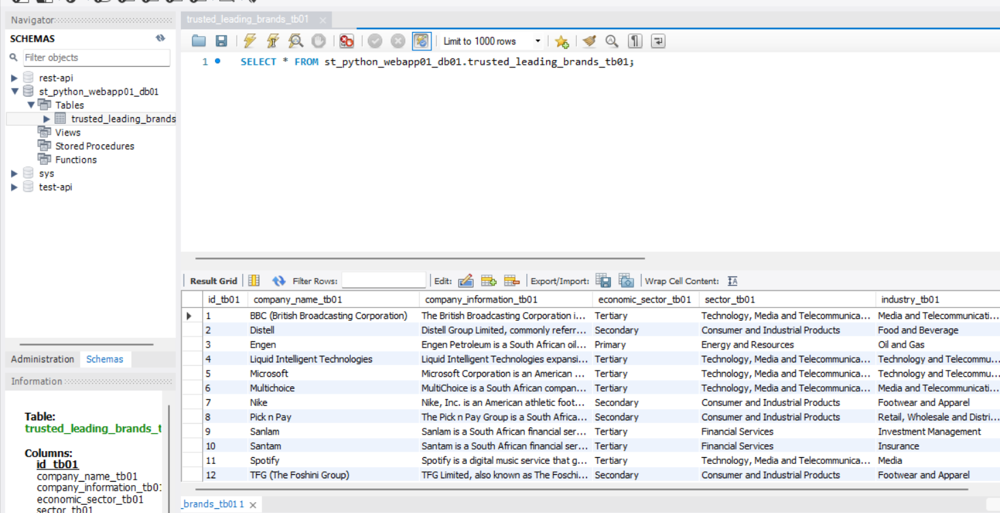 Navigator
SCHEMAS
Filter objects
rest-api
st_python_webapp01_db01
Tables
trusted_leading_brands
Views
Stored Procedures
Functions
sys
test-api
Administration Schemas
Information
Table:
trusted_leading_brands_t
Columns:
id_tb01
company_name_tb01
company_information_tb01
economic_sector_tb01
sector_tb01
trusted_leading_brands_tb01
Limit to 1000 rows
1 SELECT * FROM st_python_webapp01_db01.trusted_leading_brands_tb01;
Result Grid Filter Rows: Edit: Export/Import: Wrap Cell Content:
id_tb01 company_name_tb01 company_information_tb01 economic_sector_tb01 sector_tb01 industry_tb01
1 BBC (British Broadcasting Corporation) The British Broadcasting Corporation i... Tertiary Technology, Media and Telecommunica... Media and Telecommunicati...
2 Distell Distell Group Limited, commonly referr... Secondary Consumer and Industrial Products Food and Beverage
3 Engen Engen Petroleum is a South African oil... Primary Energy and Resources Oil and Gas
4 Liquid Intelligent Technologies Liquid Intelligent Technologies expansi... Tertiary Technology, Media and Telecommunica... Technology and Telecommu...
5 Microsoft Microsoft Corporation is an American ... Tertiary Technology, Media and Telecommunica... Technology and Telecommu...
6 Multichoice MultiChoice is a South African compan... Tertiary Technology, Media and Telecommunica... Media and Telecommunicati...
7 Nike Nike, Inc. is an American athletic foot... Secondary Consumer and Industrial Products Footwear and Apparel
8 Pick n Pay The Pick n Pay Group is a South Africa... Secondary Consumer and Industrial Products Retail, Wholesale and Distri...
9 Sanlam Sanlam is a South African financial ser... Tertiary Financial Services Investment Management
10 Santam Santam is a South African financial ser... Tertiary Financial Services Insurance
11 Spotify Spotify is a digital music service that g... Tertiary Technology, Media and Telecommunica... Media
12 TFG (The Foshini Group) TFG Limited, also known as The Foschi... Secondary Consumer and Industrial Products Footwear and Apparel
_brands_tb01 1